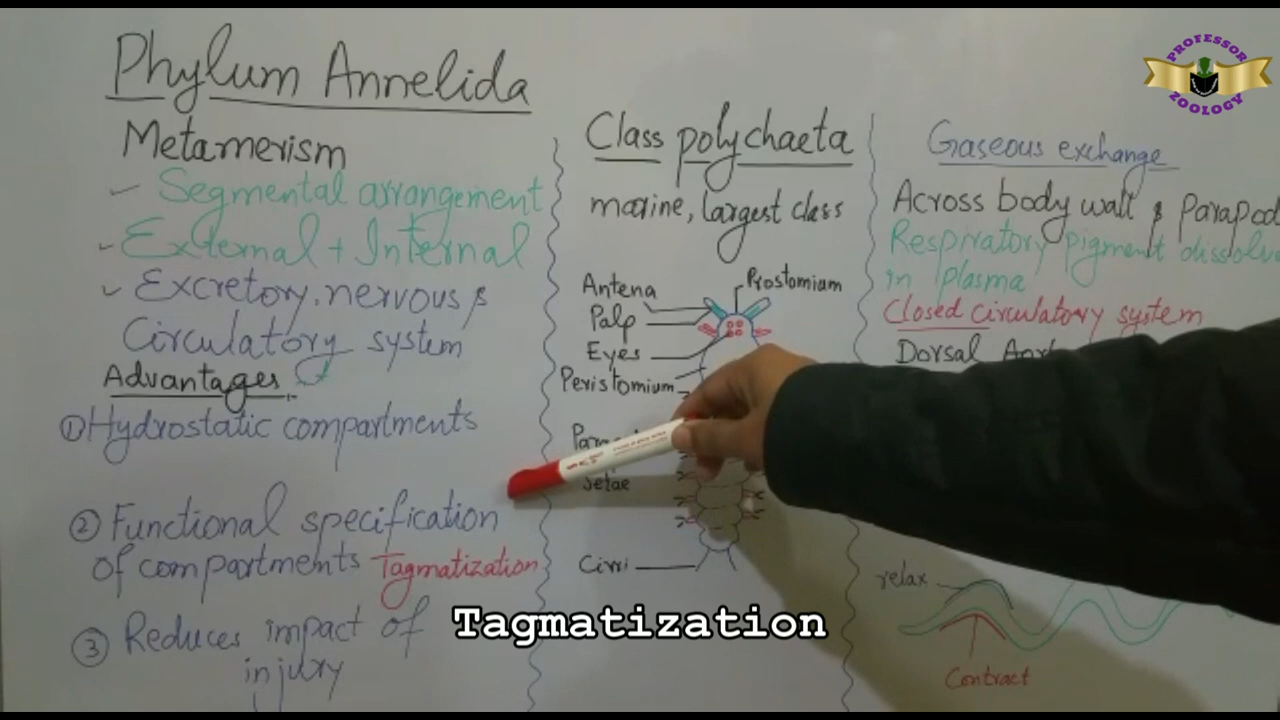 Phylum Annelida
Metamerism
Segmental arrangement
External + Internal
Excretory, nervous &
Circulatory system
Advantages:
① Hydrostatic compartments
② Functional specification
of compartments Tagmatization
③ Reduces impact of
injury
Class polychaeta
marine, largest class
Antena
Prostomium
Palp
Eyes
Peristomium
Setae
Cirri
Gaseous exchange
Across body wall & Parapod
Respiratory pigment dissolv
in plasma
Closed circulatory system
Dorsal
relax
Contract
Tagmatization
PROFESSOR
ZOOLOGY